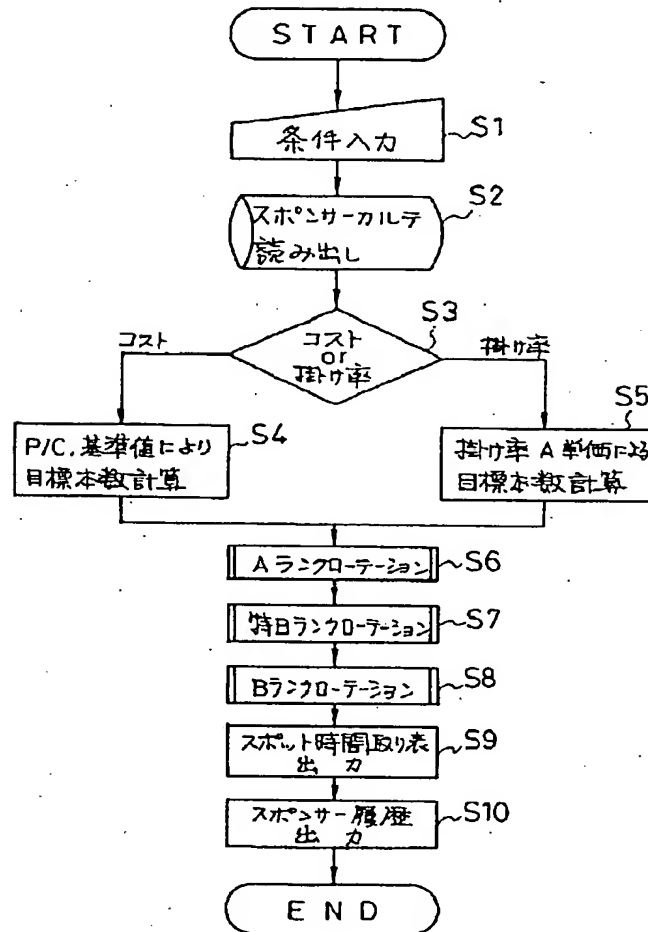 START
条件入力
S1
スポンサーカルテ
読み出し
S2
コスト
or
掛け率
S3
コスト
掛け率
P/C.基準値により
目標本数計算
S4
掛け率 A 単価による
目標本数計算
S5
Aランクローテーション
S6
特Bランクローテーション
S7
Bランクローテーション
S8
スポット時間取り表
出力
S9
スポンサー履歴
出力
S10
END